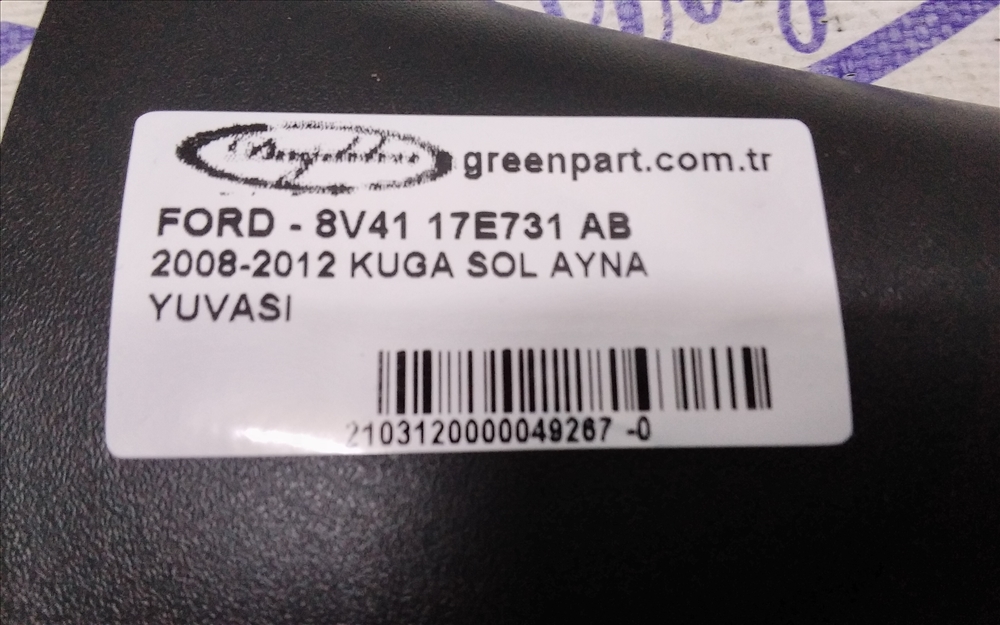 greenpart.com.tr
FORD - 8V41 17E731 AB
2008-2012 KUGA SOL AYNA
YUVASI
2103120000049267 -0